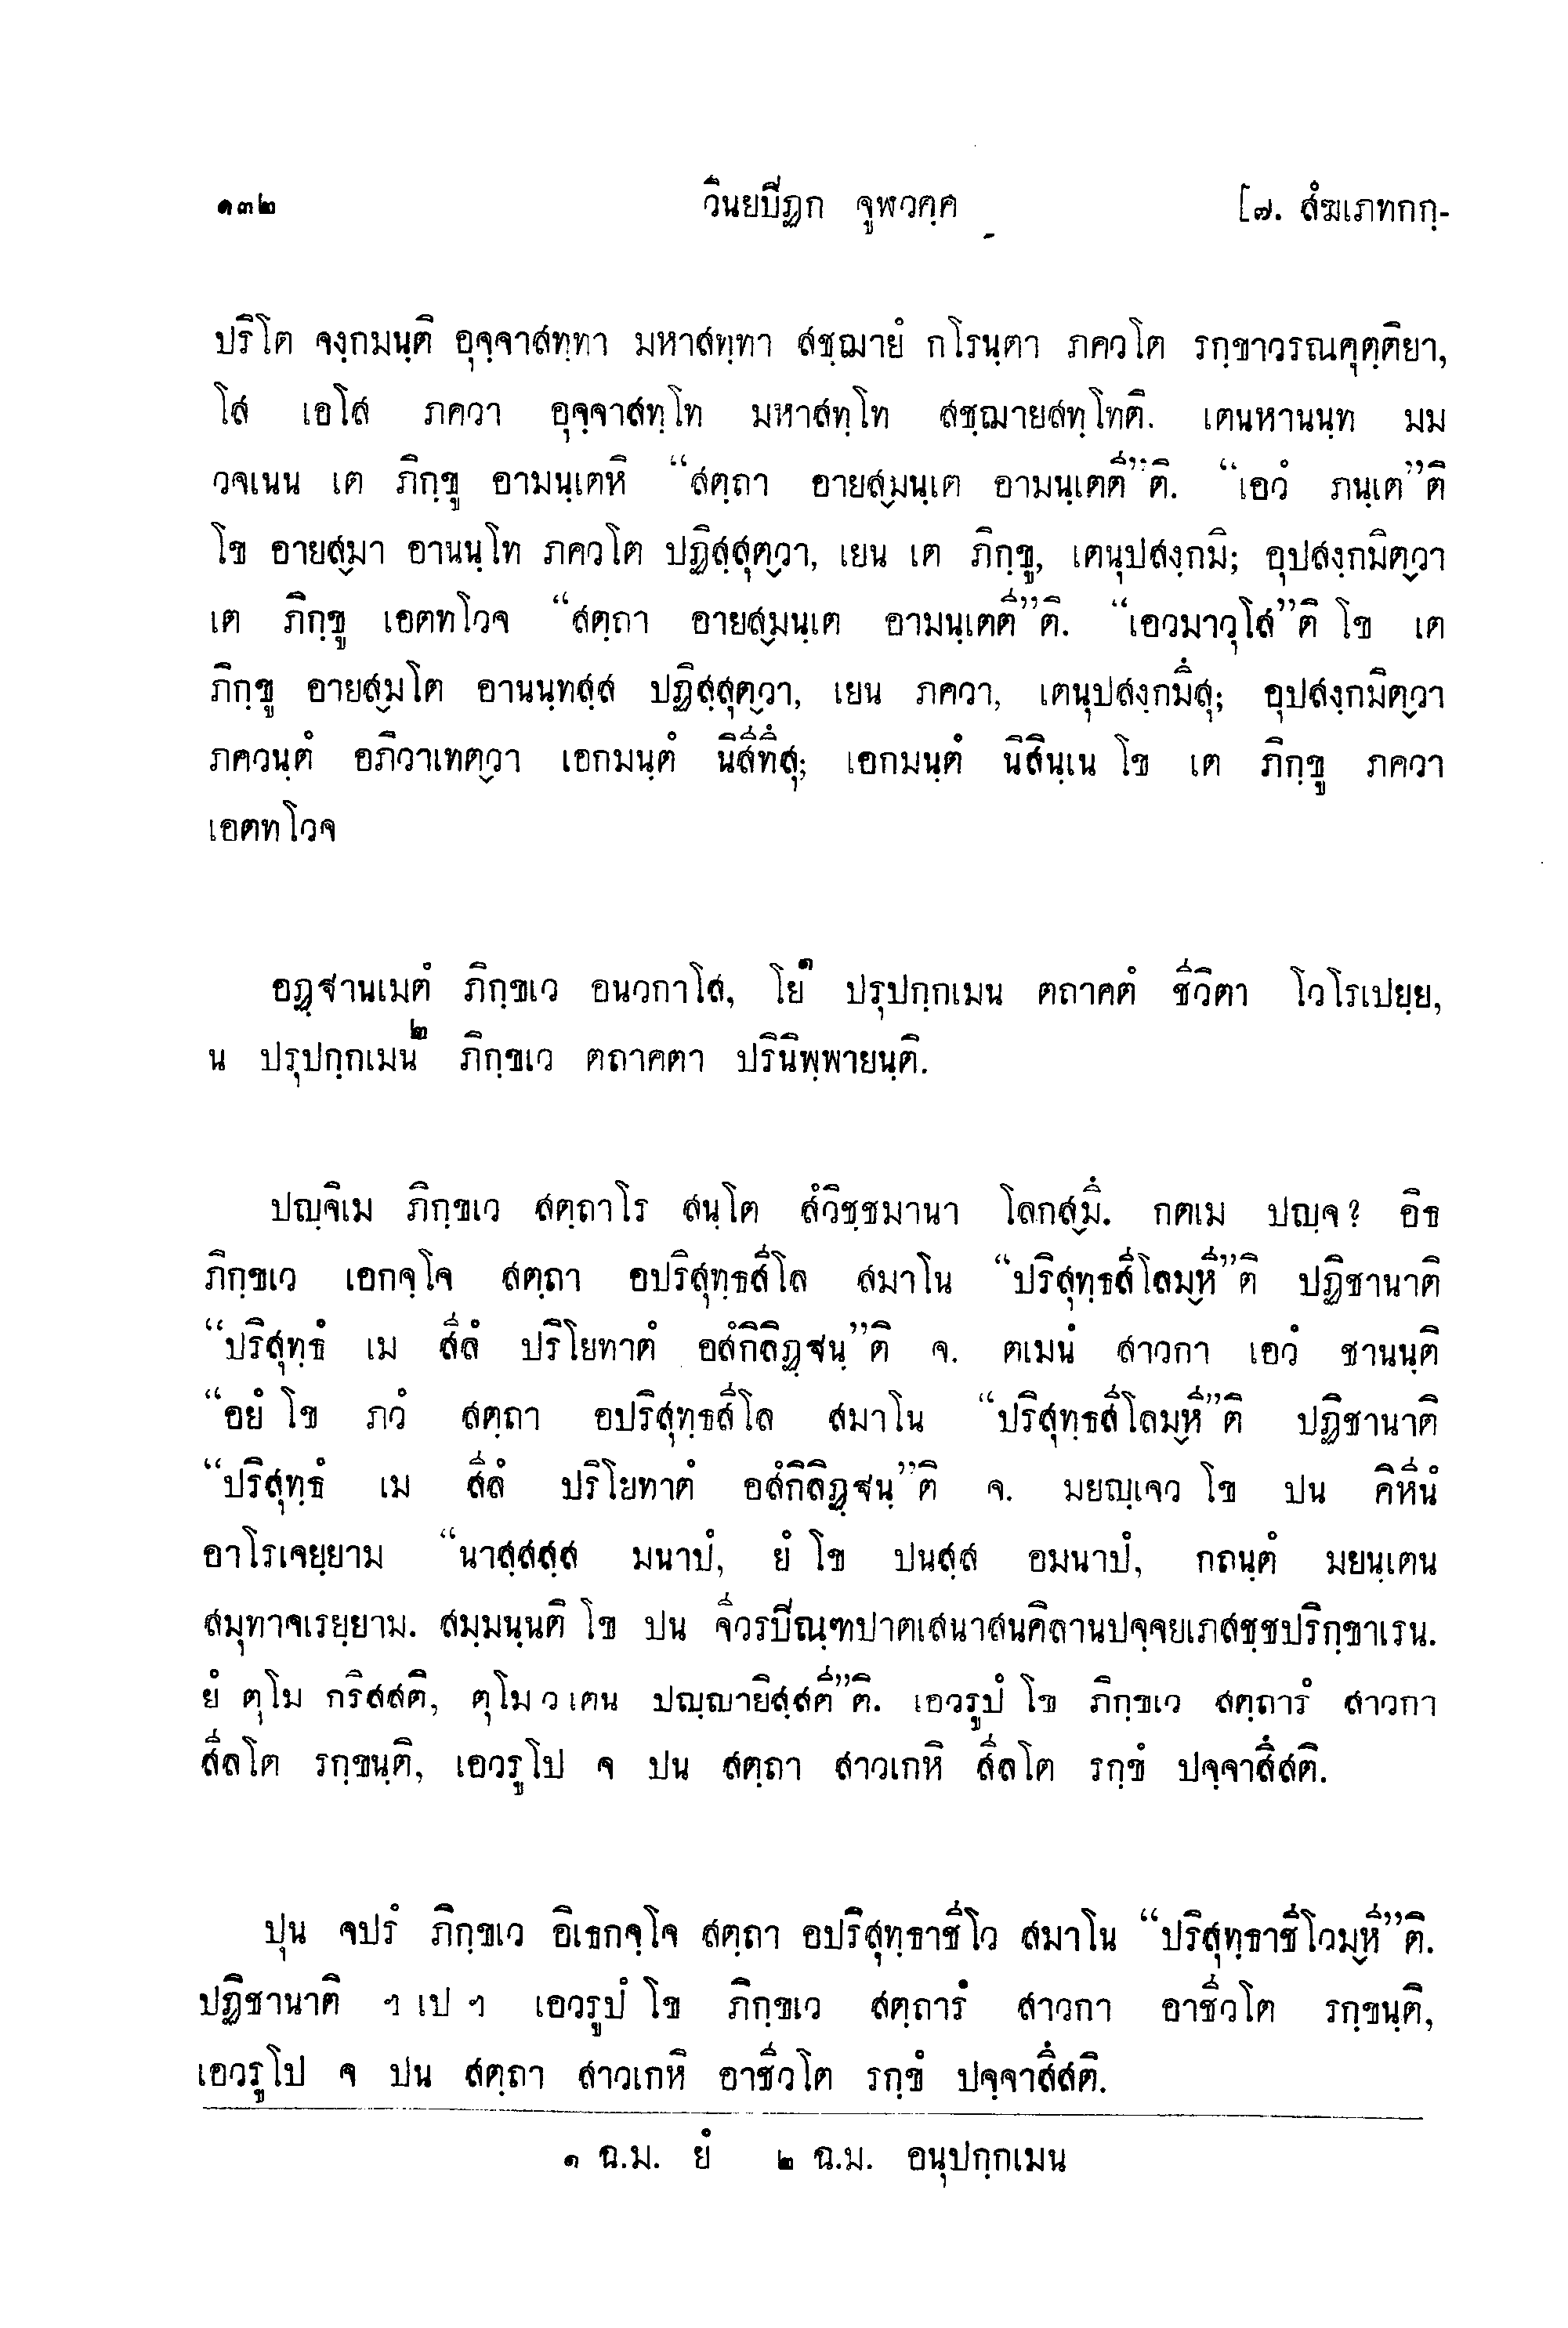 ๑๓๒ วินยปิฏก จูฬวคฺค [๗. สํฆเภทกกฺ-
ปริโต จงฺกมนฺติ อุจฺจาสทฺทา มหาสทฺทา สชฺฌายํ กโรนฺตา ภควโต รกฺขาวรณคุตฺติยา,
โส เอโส ภควา อุจฺจาสทฺโท มหาสทฺโท สชฺฌายสทฺโทติ. เตนหานนฺท มม
วจเนน เต ภิกฺขู อามนฺเตหิ “สตฺถา อายสฺมนฺเต อามนฺเตตี”ติ. “เอวํ ภนฺเต”ติ
โข อายสฺมา อานนฺโท ภควโต ปฏิสฺสุตฺวา, เยน เต ภิกฺขู, เตนุปสงฺกมิ; อุปสงฺกมิตฺวา
เต ภิกฺขู เอตทโวจ “สตฺถา อายสฺมนฺเต อามนฺเตตี”ติ. “เอวมาวุโส”ติ โข เต
ภิกฺขู อายสฺมโต อานนฺทสฺส ปฏิสฺสุตฺวา, เยน ภควา, เตนุปสงฺกมึสุ; อุปสงฺกมิตฺวา
ภควนฺตํ อภิวาเทตฺวา เอกมนฺตํ นิสีทึสุ; เอกมนฺตํ นิสินฺเน โข เต ภิกฺขู ภควา
เอตทโวจ
อฏฺฐานเมตํ ภิกฺขเว อนวกาโส, โย๑ ปรุปกฺกเมน ตถาคตํ ชีวิตา โวโรเปยฺย,
น ปรุปกฺกเมน๒ ภิกฺขเว ตถาคตา ปรินิพฺพายนฺติ.
ปญฺจิเม ภิกฺขเว สตฺถาโร สนฺโต สํวิชฺชมานา โลกสฺมึ. กตเม ปญฺจ? อิธ
ภิกฺขเว เอกจฺโจ สตฺถา อปริสุทฺธสีโล สมาโน “ปริสุทฺธสีโลมฺหี”ติ ปฏิชานาติ
“ปริสุทฺธํ เม สีลํ ปริโยทาตํ อสํกิลิฏฺฐนฺ”ติ จ. ตเมนํ สาวกา เอวํ ชานนฺติ
“อยํ โข ภวํ สตฺถา อปริสุทฺธสีโล สมาโน “ปริสุทฺธสีโลมฺหี”ติ ปฏิชานาติ
“ปริสุทฺธํ เม สีลํ ปริโยทาตํ อสํกิลิฏฺฐนฺ”ติ จ. มยญฺเจว โข ปน คิหีนํ
อาโรเจยฺยาม “นาสฺสสฺส มนาปํ, ยํ โข ปนสฺส อมนาปํ, กถนฺตํ มยนฺเตน
สมุทาจเรยฺยาม. สมฺมนฺนติ โข ปน จีวรปิณฺฑปาตเสนาสนคิลานปจฺจยเภสชฺชปริกฺขาเรน.
ยํ ตุโม กริสสติ, ตุโม ว เตน ปญฺญายิสฺสตี”ติ. เอวรูปํ โข ภิกฺขเว สตฺถารํ สาวกา
สีลโต รกฺขนฺติ, เอวรูโป จ ปน สตฺถา สาวเกหิ สีลโต รกฺขํ ปจฺจาสึสติ.
ปุน จปรํ ภิกฺขเว อิเธกจฺโจ สตฺถา อปริสุทฺธาชีโว สมาโน “ปริสุทฺธาชีโวมฺหี”ติ.
ปฏิชานาติ ฯ เป ฯ เอวรูปํ โข ภิกฺขเว สตฺถารํ สาวกา อาชีวโต รกฺขนฺติ,
เอวรูโป จ ปน สตฺถา สาวเกหิ อาชีวโต รกฺขํ ปจฺจาสึสติ.
๑ ฉ.ม. ยํ ๒ ฉ.ม. อนุปกฺกเมน